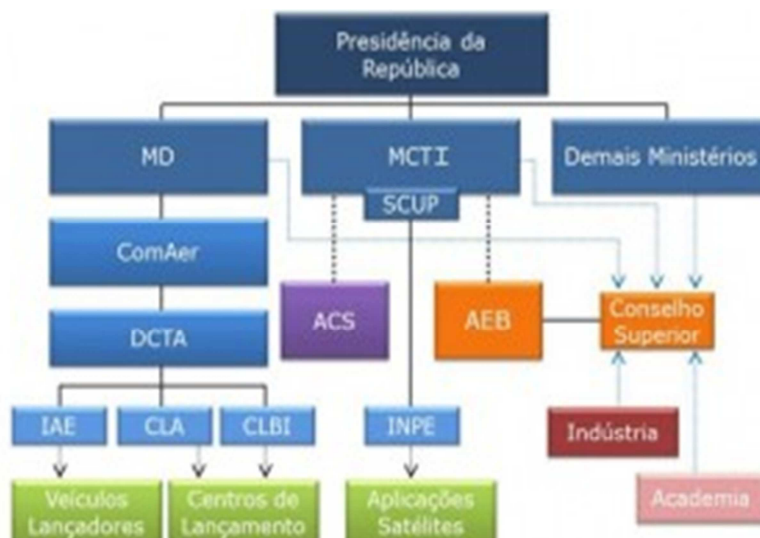 Presidência da
República
MD
MCTI
Demais Ministérios
SCUP
ComAer
ACS
AEB
Conselho
Superior
DCTA
IAE
CLA
CLBI
INPE
Indústria
Veículos
Lançadores
Centros de
Lançamento
Aplicações
Satélites
Academia